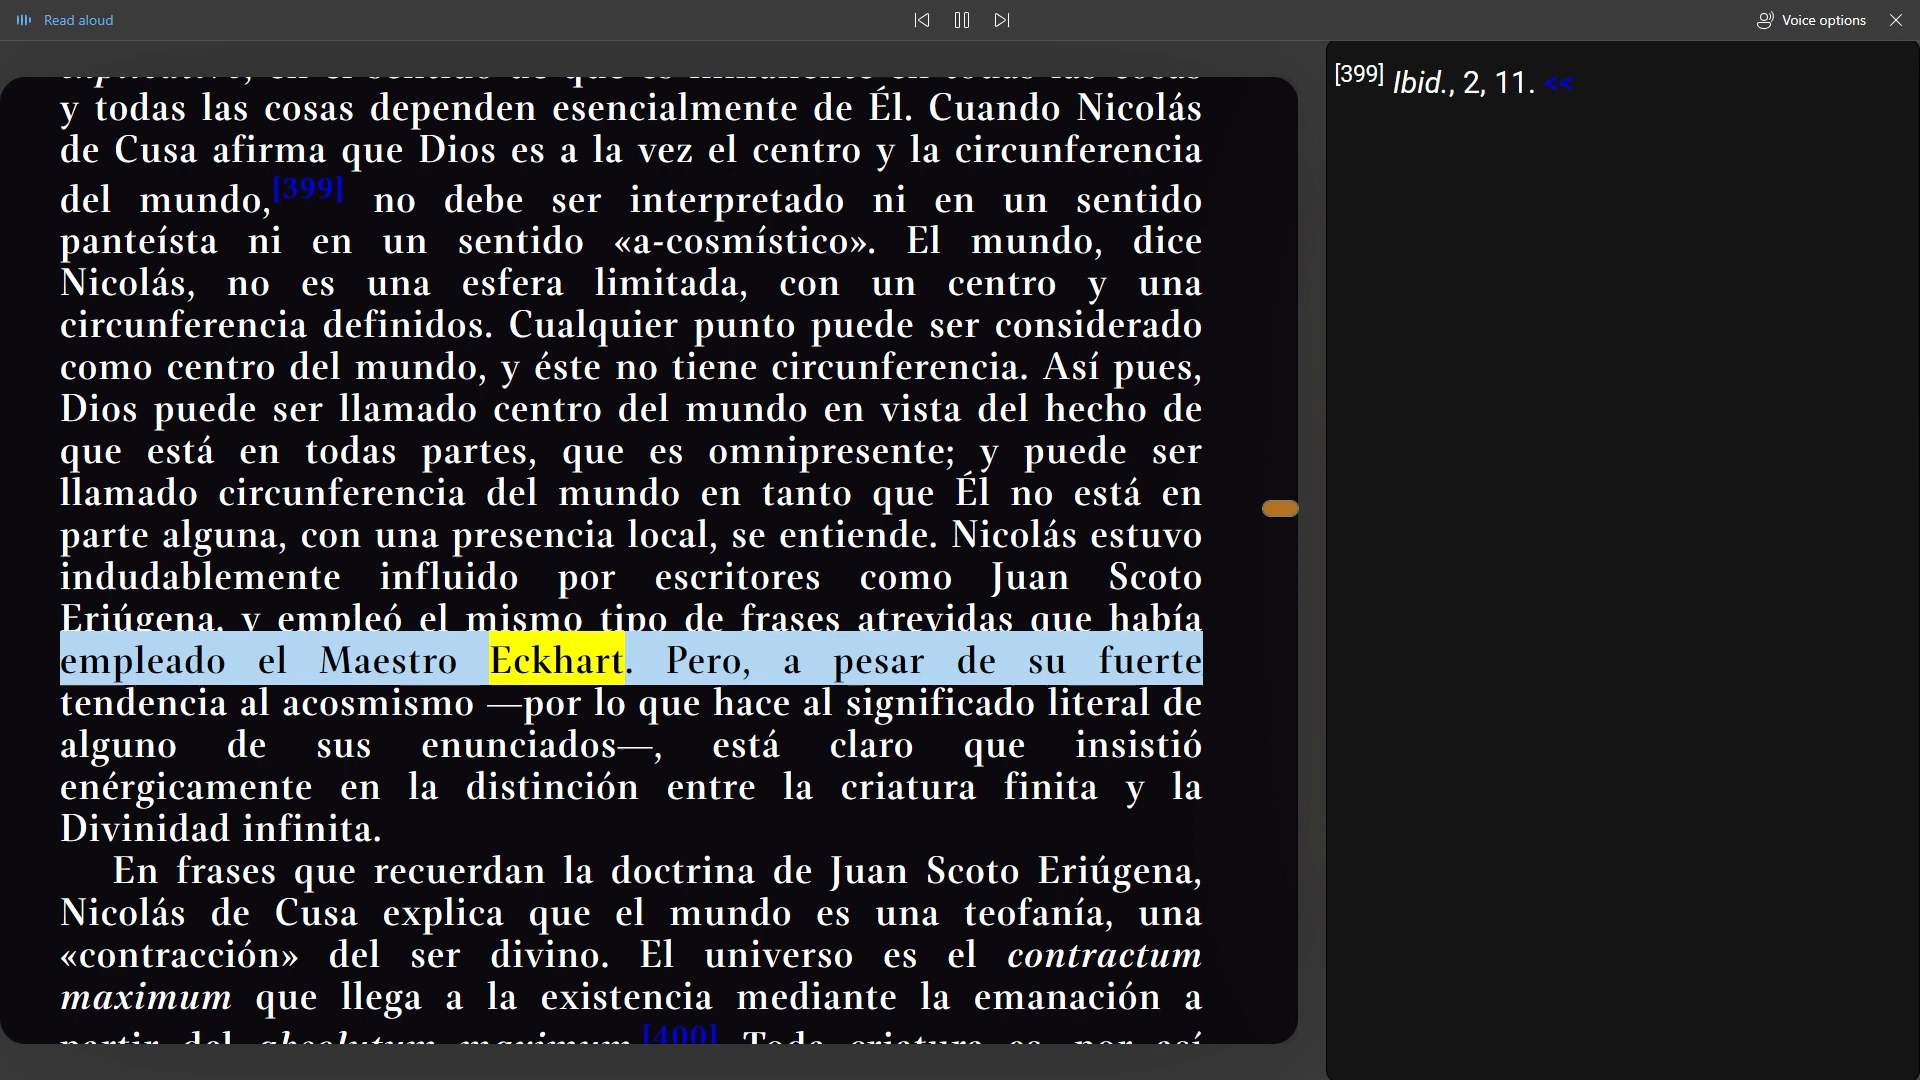 Read aloud
Voice options
y todas las cosas dependen esencialmente de Él. Cuando Nicolás
de Cusa afirma que Dios es a la vez el centro y la circunferencia
del mundo,[399] no debe ser interpretado ni en un sentido
panteísta ni en un sentido «a-cosmístico». El mundo, dice
Nicolás, no es una esfera limitada, con un centro y una
circunferencia definidos. Cualquier punto puede ser considerado
como centro del mundo, y éste no tiene circunferencia. Así pues,
Dios puede ser llamado centro del mundo en vista del hecho de
que está en todas partes, que es omnipresente; y puede ser
llamado circunferencia del mundo en tanto que Él no está en
parte alguna, con una presencia local, se entiende. Nicolás estuvo
indudablemente influido por escritores como Juan Scoto
Eriúgena, y empleó el mismo tipo de frases atrevidas que había
empleado el Maestro Eckhart. Pero, a pesar de su fuerte
tendencia al acosmismo —por lo que hace al significado literal de
alguno de sus enunciados—, está claro que insistió
enérgicamente en la distinción entre la criatura finita y la
Divinidad infinita.
En frases que recuerdan la doctrina de Juan Scoto Eriúgena,
Nicolás de Cusa explica que el mundo es una teofanía, una
«contracción» del ser divino. El universo es el contractum
maximum que llega a la existencia mediante la emanación a
partir del absolutum maximum.[400] Toda criatura es, por así
[399] Ibid., 2, 11. <<